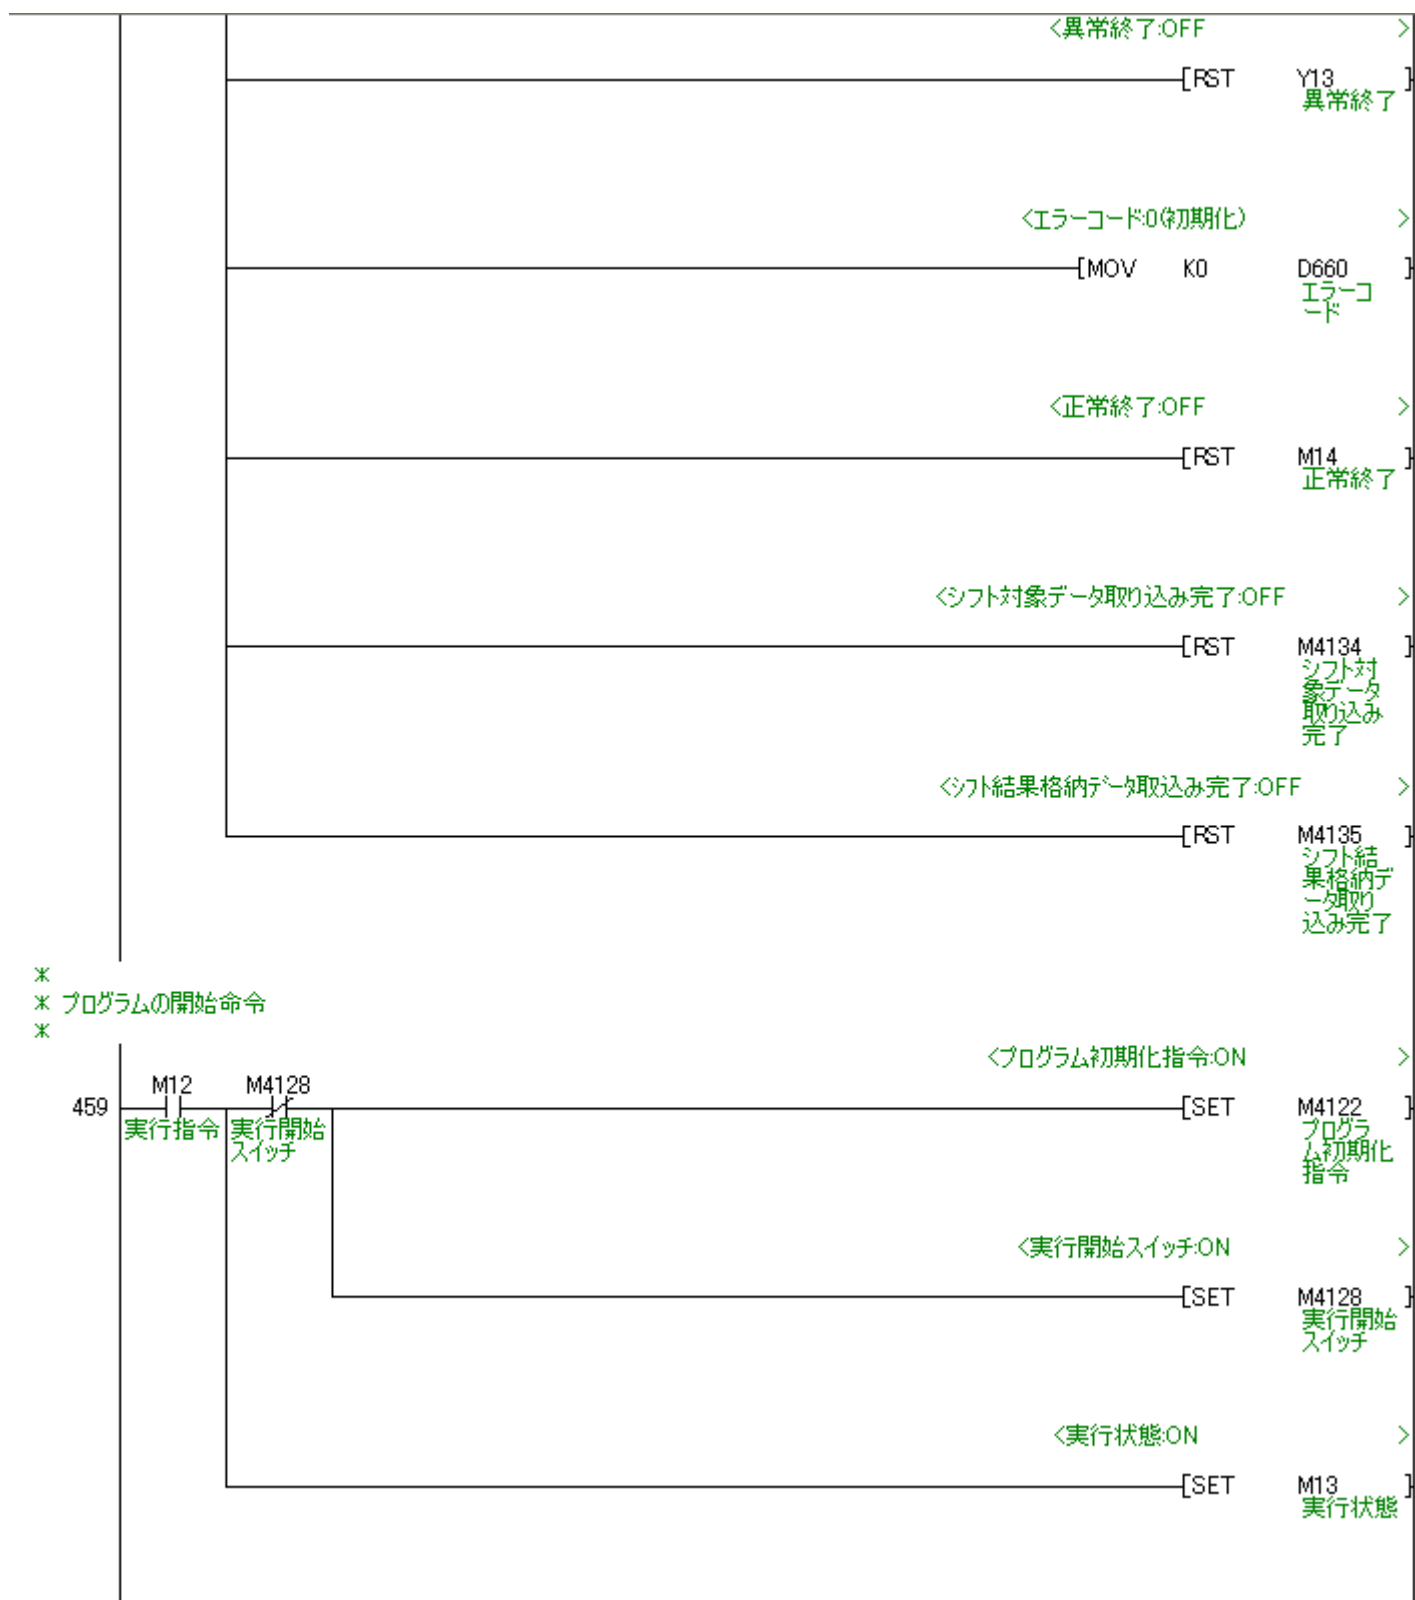 <異常終了:OFF >
[RST Y13 ]
異常終了
<エラーコード:0(初期化) >
[MOV K0 D660 ]
エラーコ
ード
<正常終了:OFF >
[RST M14 ]
正常終了
<シフト対象データ取り込み完了:OFF >
[RST M4134 ]
シフト対
象データ
取り込み
完了
<ｼﾌﾄ結果格納ﾃﾞｰﾀ取込み完了:OFF >
[RST M4135 ]
シフト結
果格納デ
ータ取り
込み完了
*
* プログラムの開始命令
*
<プログラム初期化指令:ON >
M12 M4128
459 [SET M4122 ]
実行指令 実行開始
スイッチ
プログラ
ム初期化
指令
<実行開始スイッチ:ON >
[SET M4128 ]
実行開始
スイッチ
<実行状態:ON >
[SET M13 ]
実行状態